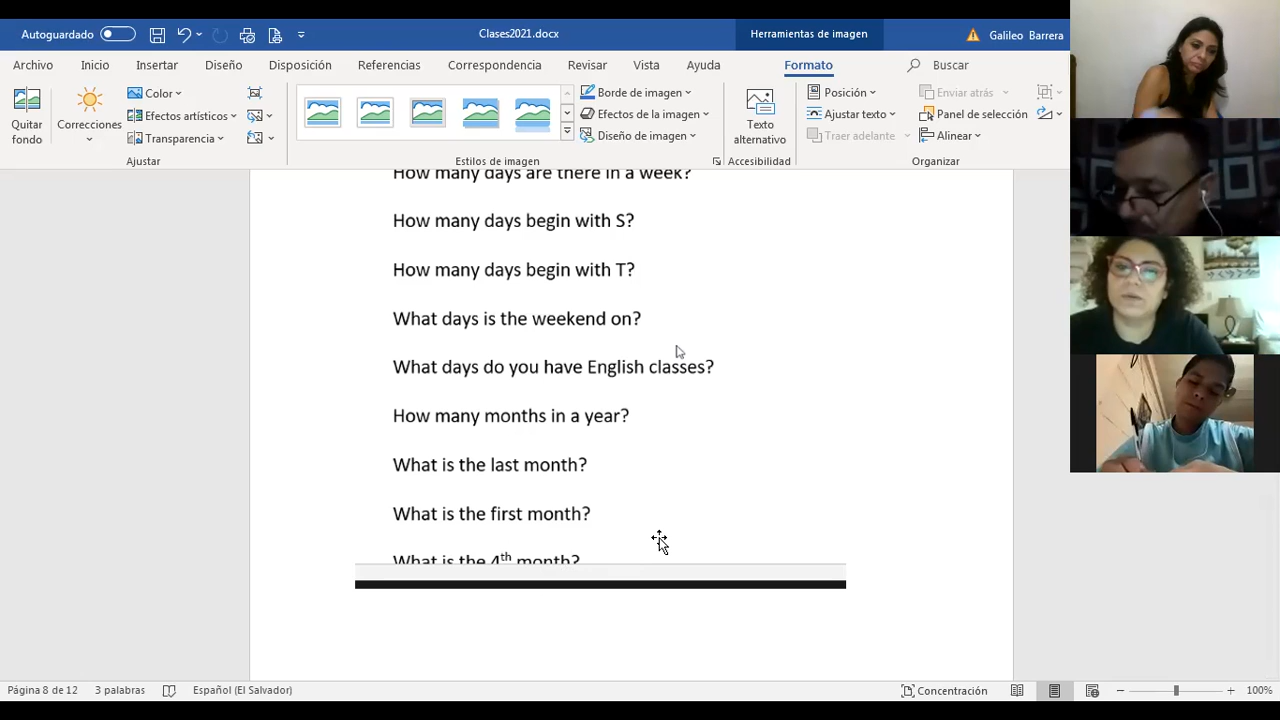 Autoguardado
Clases2021.docx
Herramientas de imagen
Galileo Barrera
Archivo Inicio Insertar Diseño Disposición Referencias Correspondencia Revisar Vista Ayuda Formato Buscar
Quitar fondo
Correcciones
Color
Efectos artísticos
Transparencia
Ajustar
Estilos de imagen
Borde de imagen
Efectos de la imagen
Diseño de imagen
Texto alternativo
Accesibilidad
Posición
Ajustar texto
Traer adelante
Enviar atrás
Panel de selección
Alinear
Organizar
How many days are there in a week?
How many days begin with S?
How many days begin with T?
What days is the weekend on?
What days do you have English classes?
How many months in a year?
What is the last month?
What is the first month?
What is the 4th month?
Página 8 de 12 3 palabras Español (El Salvador) Concentración 100%